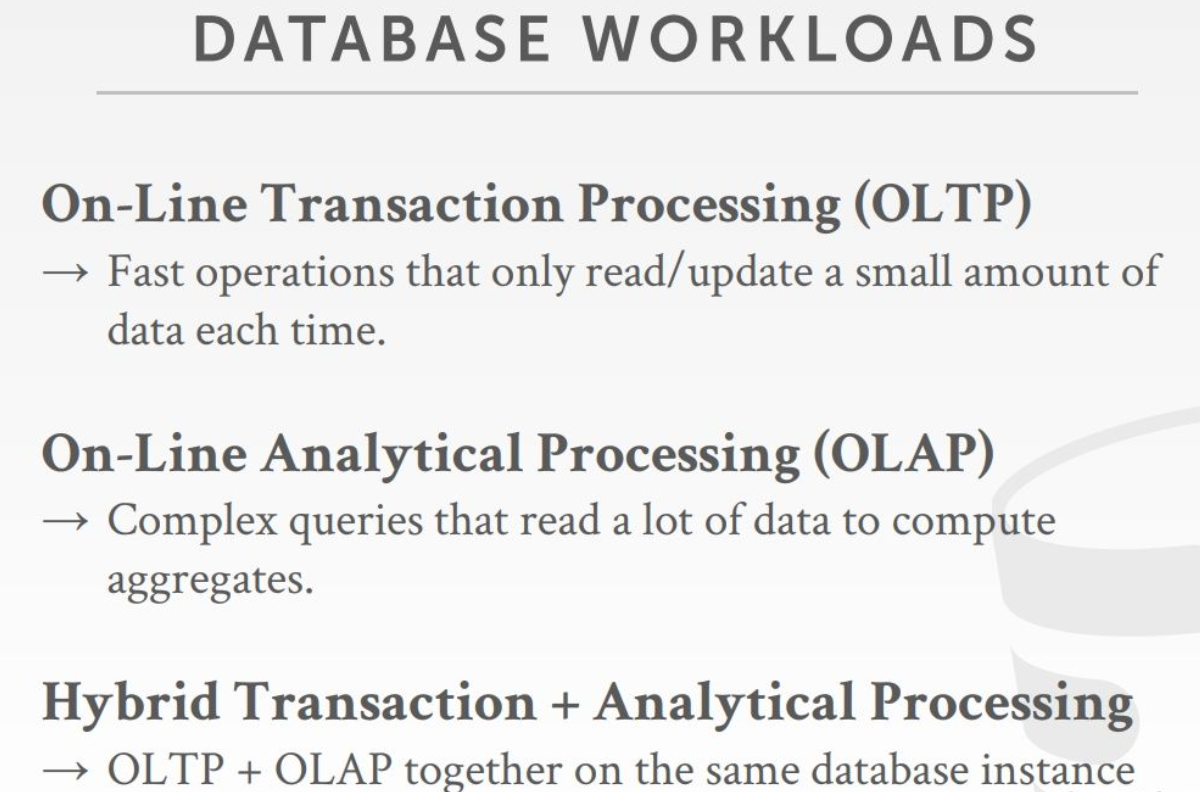 DATABASE WORKLOADS
On-Line Transaction Processing (OLTP)
→ Fast operations that only read/update a small amount of
data each time.
On-Line Analytical Processing (OLAP)
→ Complex queries that read a lot of data to compute
aggregates.
Hybrid Transaction + Analytical Processing
→ OLTP + OLAP together on the same database instance